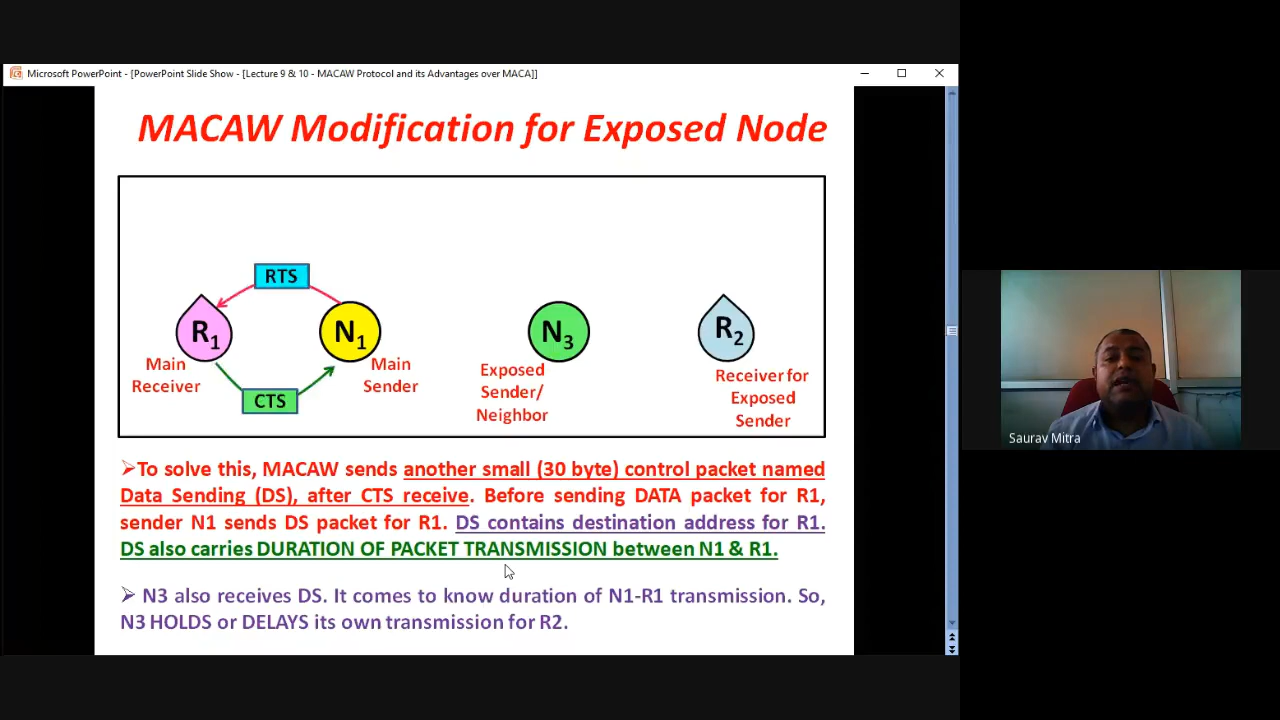 Microsoft PowerPoint - [PowerPoint Slide Show - [Lecture 9 & 10 - MACAW Protocol and its Advantages over MACA]]
MACAW Modification for Exposed Node
RTS
R1
N1
N3
R2
Main
Receiver
Main
Sender
CTS
Exposed
Sender/
Neighbor
Receiver for
Exposed
Sender
➢To solve this, MACAW sends another small (30 byte) control packet named
Data Sending (DS), after CTS receive. Before sending DATA packet for R1,
sender N1 sends DS packet for R1. DS contains destination address for R1.
DS also carries DURATION OF PACKET TRANSMISSION between N1 & R1.
➢ N3 also receives DS. It comes to know duration of N1-R1 transmission. So,
N3 HOLDS or DELAYS its own transmission for R2.
Saurav Mitra